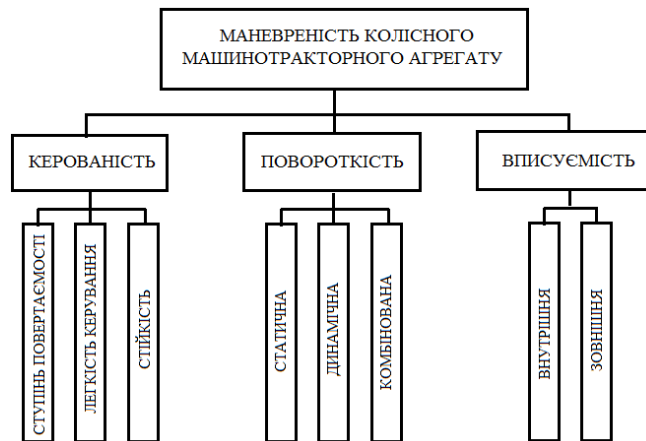 МАНЕВРЕНІСТЬ КОЛІСНОГО
МАШИНОТРАКТОРНОГО АГРЕГАТУ
КЕРОВАНІСТЬ
ПОВОРОТКІСТЬ
ВПИСУЄМІСТЬ
СТУПІНЬ ПОВЕРТАЄМОСТІ
ЛЕГКІСТЬ КЕРУВАННЯ
СТІЙКІСТЬ
СТАТИЧНА
ДИНАМІЧНА
КОМБІНОВАНА
ВНУТРІШНЯ
ЗОВНІШНЯ